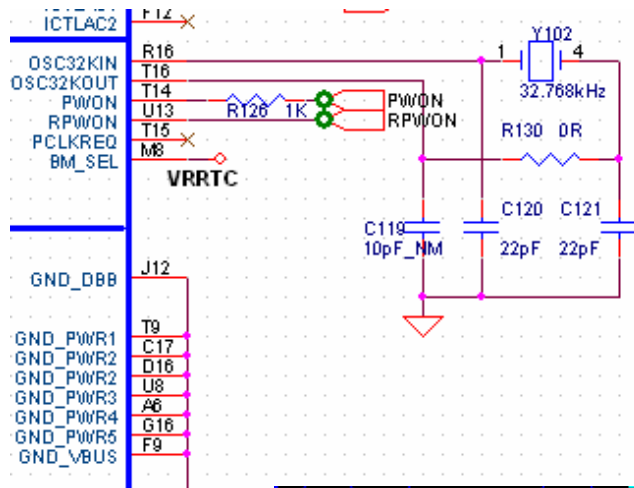 ICTLAC2 F12
OSC32KIN R16
OSC32KOUT T16
PWON T14
RPWON U13
PCLKREQ T15
BM_SEL M8
VRRTC
R126 1K
PWON
RPWON
Y102
1 4
32.768kHz
R130 0R
C119
10pF_NM
C120 C121
22pF 22pF
GND_DBB J12
GND_PWR1 T9
GND_PWR2 C17
GND_PWR2 D16
GND_PWR3 U8
GND_PWR4 A6
GND_PWR5 G16
GND_VBUS F9